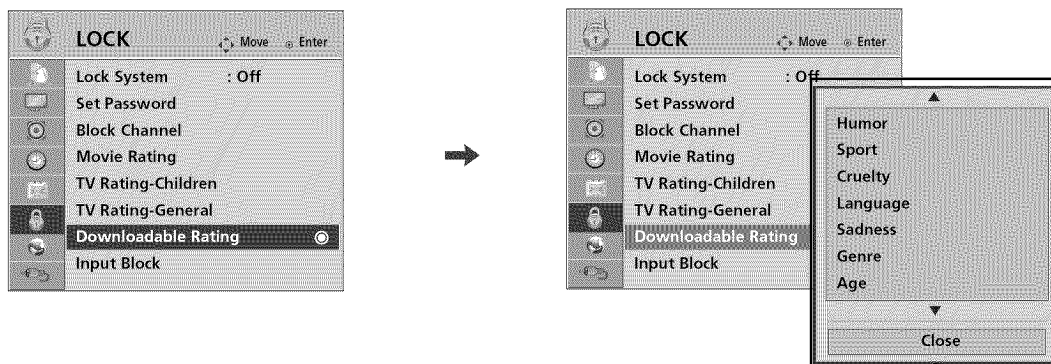 LOCK Move Enter
Lock System : Off
Set Password
Block Channel
Movie Rating
TV Rating-Children
TV Rating-General
Downloadable Rating
Input Block
LOCK Move Enter
Lock System : Off
Set Password
Block Channel
Movie Rating
TV Rating-Children
TV Rating-General
Downloadable Rating
Input Block
Humor
Sport
Cruelty
Language
Sadness
Genre
Age
Close